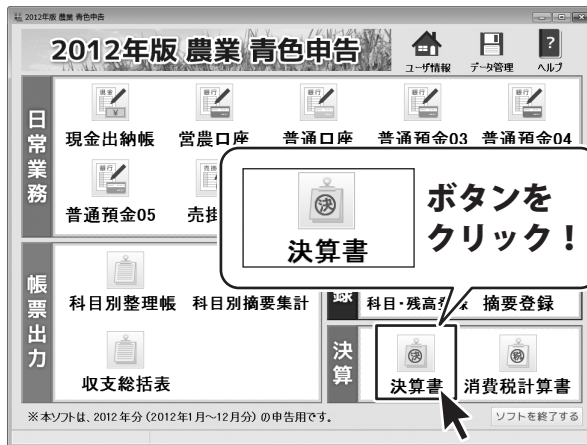 2012年版 農業 青色申告
2012年版 農業 青色申告
ユーザ情報 データ管理 ヘルプ
日常業務
現金出納帳 営農口座 普通口座 普通預金03 普通預金04
普通預金05 売掛
決算書
ボタンを
クリック!
帳票出力
科目別整理帳 科目別摘要集計
収支総括表
録
科目・残高登録 摘要登録
決算
決算書 消費税計算書
※本ソフトは、2012年分(2012年1月~12月分)の申告用です。
ソフトを終了する